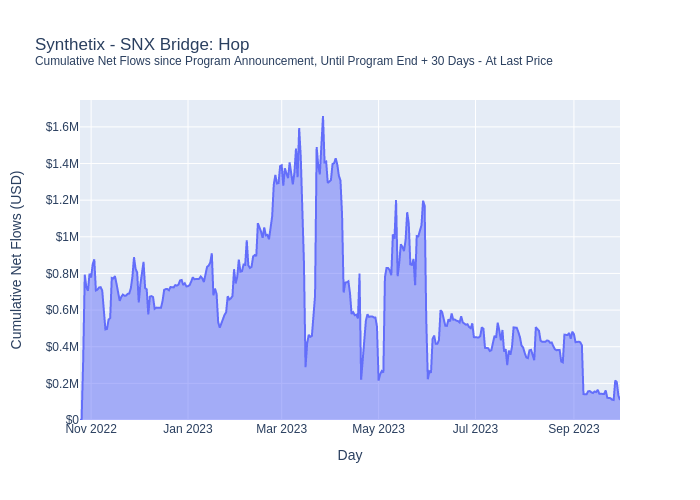 Synthetix - SNX Bridge: Hop
Cumulative Net Flows since Program Announcement, Until Program End + 30 Days - At Last Price
Cumulative Net Flows (USD)
$1.6M
$1.4M
$1.2M
$1M
$0.8M
$0.6M
$0.4M
$0.2M
$0
Nov 2022 Jan 2023 Mar 2023 May 2023 Jul 2023 Sep 2023
Day